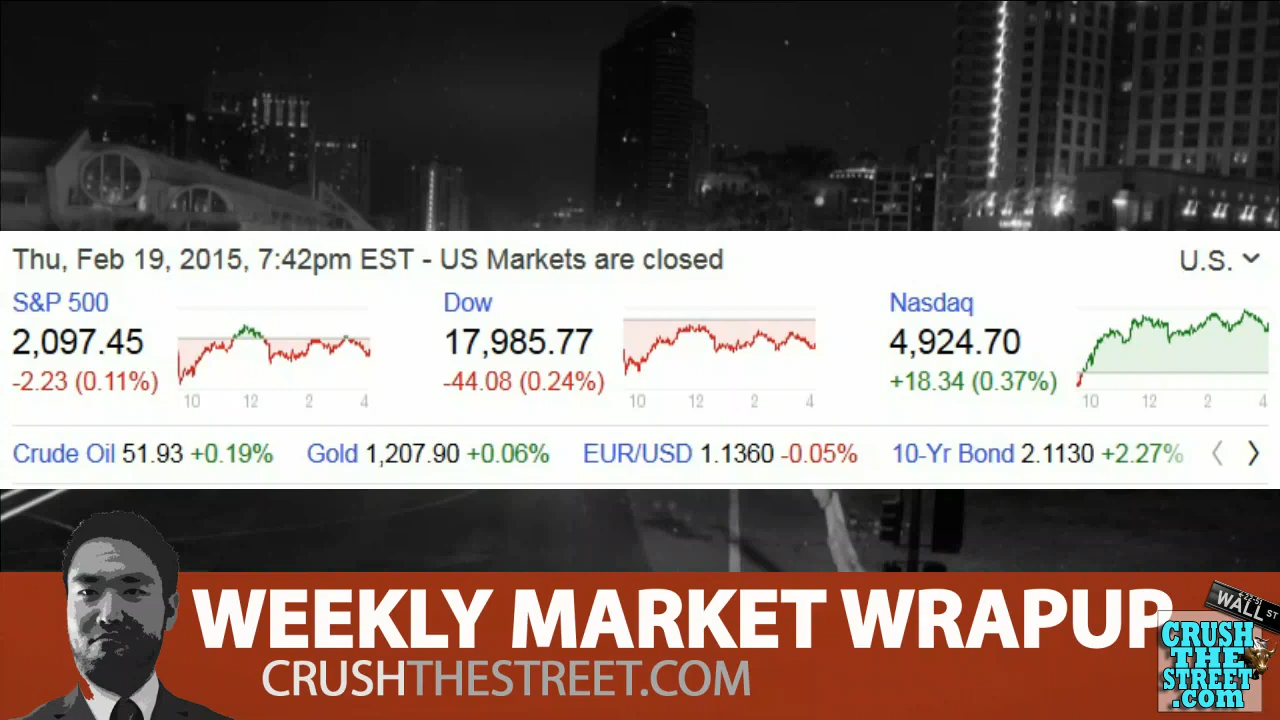 Thu, Feb 19, 2015, 7:42pm EST - US Markets are closed
U.S.
S&P 500
2,097.45
-2.23 (0.11%)
10 12 2 4
Dow
17,985.77
-44.08 (0.24%)
10 12 2 4
Nasdaq
4,924.70
+18.34 (0.37%)
10 12 2 4
Crude Oil 51.93 +0.19% Gold 1,207.90 +0.06% EUR/USD 1.1360 -0.05% 10-Yr Bond 2.1130 +2.27%
WEEKLY MARKET WRAPUP
CRUSHTHESTREET.COM
WALL ST
CRUSH
THE
STREET
.com